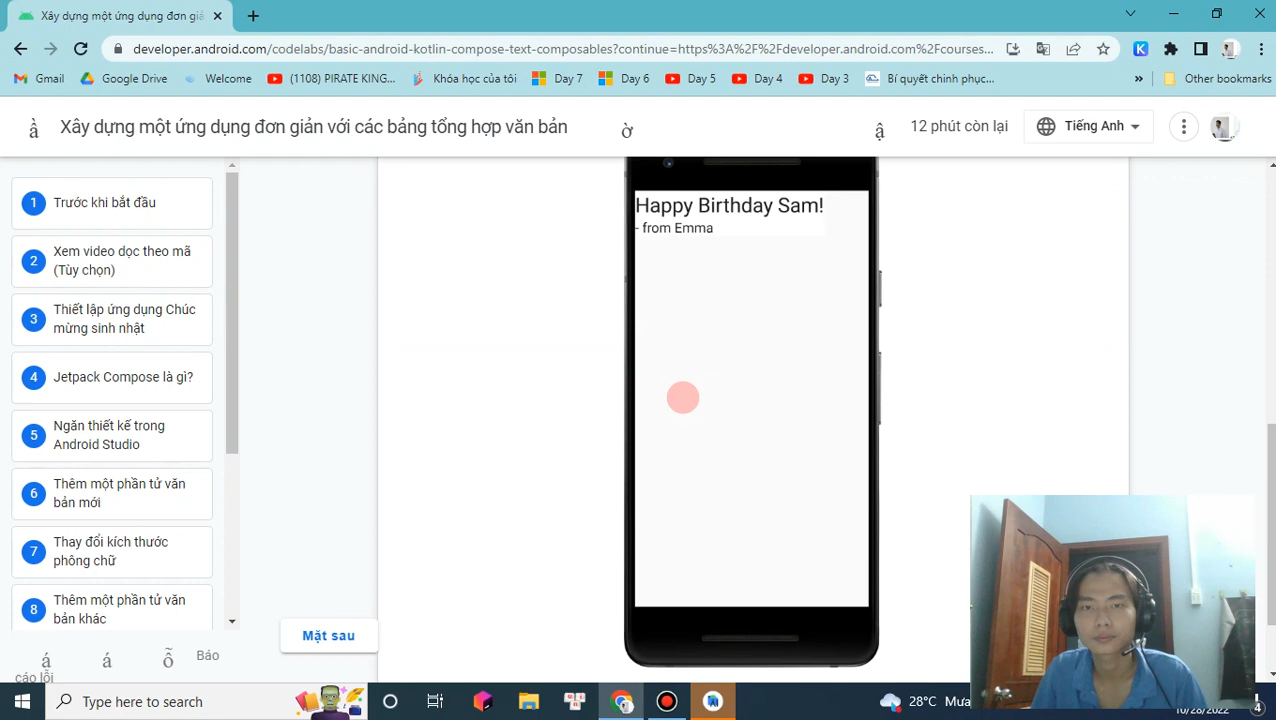 Xây dựng một ứng dụng đơn giả
developer.android.com/codelabs/basic-android-kotlin-compose-text-composables?continue=https%3A%2F%2Fdeveloper.android.com%2Fcourses...
Gmail
Google Drive
Welcome
(1108) PIRATE KING...
Khóa học của tôi
Day 7
Day 6
Day 5
Day 4
Day 3
Bí quyết chinh phục...
»
Other bookmarks
Xây dựng một ứng dụng đơn giản với các bảng tổng hợp văn bản
12 phút còn lại
Tiếng Anh
1 Trước khi bắt đầu
2 Xem video dọc theo mã
(Tùy chọn)
3 Thiết lập ứng dụng Chúc
mừng sinh nhật
4 Jetpack Compose là gì?
5 Ngăn thiết kế trong
Android Studio
6 Thêm một phần tử văn
bản mới
7 Thay đổi kích thước
phông chữ
8 Thêm một phần tử văn
bản khác
Happy Birthday Sam!
- from Emma
Mặt sau
Báo
Type here to search
28°C Mưa
10/28/2022
4